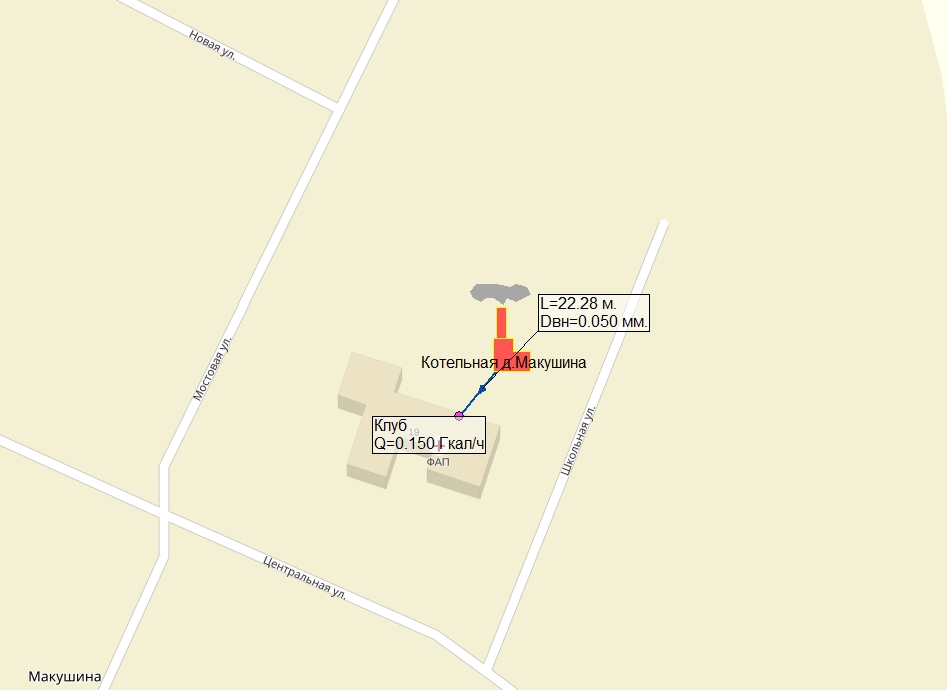 Новая ул.
L=22.28 м.
Dвн=0.050 мм.
Котельная д.Макушина
Мостовая ул.
Клуб
19
Q=0.150 Гкал/ч
ФАП
Школьная ул.
Центральная ул.
Макушина